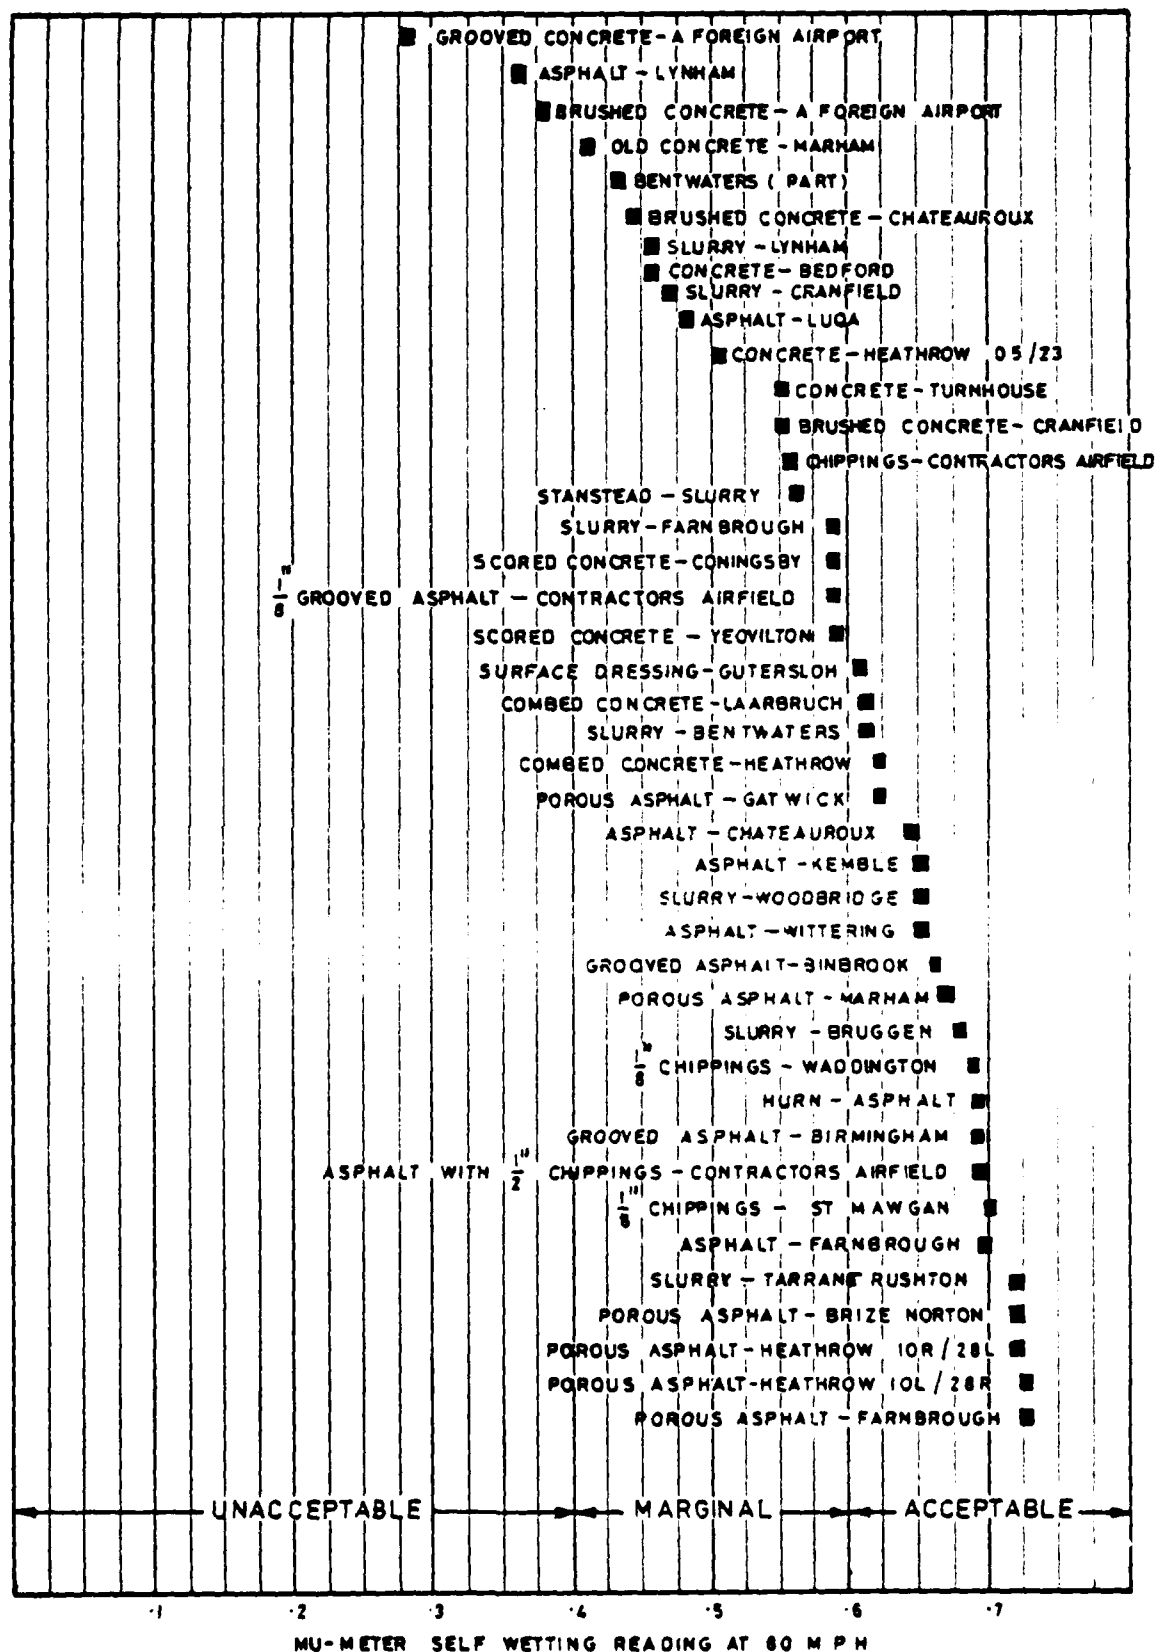 GROOVED CONCRETE-A FOREIGN AIRPORT
ASPHALT - LYNHAM
BRUSHED CONCRETE - A FOREIGN AIRPORT
OLD CONCRETE - MARHAM
BENTWATERS ( PART)
BRUSHED CONCRETE - CHATEAUROUX
SLURRY - LYNHAM
CONCRETE - BEDFORD
SLURRY - CRANFIELD
ASPHALT - LUQA
CONCRETE - HEATHROW 05/23
CONCRETE - TURNHOUSE
BRUSHED CONCRETE - CRANFIELD
CHIPPINGS - CONTRACTORS AIRFIELD
STANSTEAD - SLURRY
SLURRY - FARNBROUGH
SCORED CONCRETE - CONINGSBY
1/8" GROOVED ASPHALT - CONTRACTORS AIRFIELD
SCORED CONCRETE - YEOVILTON
SURFACE DRESSING - GUTERSLOH
COMBED CONCRETE - LAARBRUCH
SLURRY - BENTWATERS
COMBED CONCRETE - HEATHROW
POROUS ASPHALT - GATWICK
ASPHALT - CHATEAUROUX
ASPHALT - KEMBLE
SLURRY - WOODBRIDGE
ASPHALT - WITTERING
GROOVED ASPHALT - BINBROOK
POROUS ASPHALT - MARHAM
SLURRY - BRUGGEN
1/8" CHIPPINGS - WADDINGTON
HURN - ASPHALT
GROOVED ASPHALT - BIRMINGHAM
ASPHALT WITH 1/2" CHIPPINGS - CONTRACTORS AIRFIELD
1/8" CHIPPINGS - ST MAWGAN
ASPHALT - FARNBROUGH
SLURRY - TARRANT RUSHTON
POROUS ASPHALT - BRIZE NORTON
POROUS ASPHALT - HEATHROW 10R / 28L
POROUS ASPHALT - HEATHROW 10L / 28R
POROUS ASPHALT - FARNBROUGH
UNACCEPTABLE MARGINAL ACCEPTABLE
·1 ·2 ·3 ·4 ·5 ·6 ·7
MU-METER SELF WETTING READING AT 80 M P H